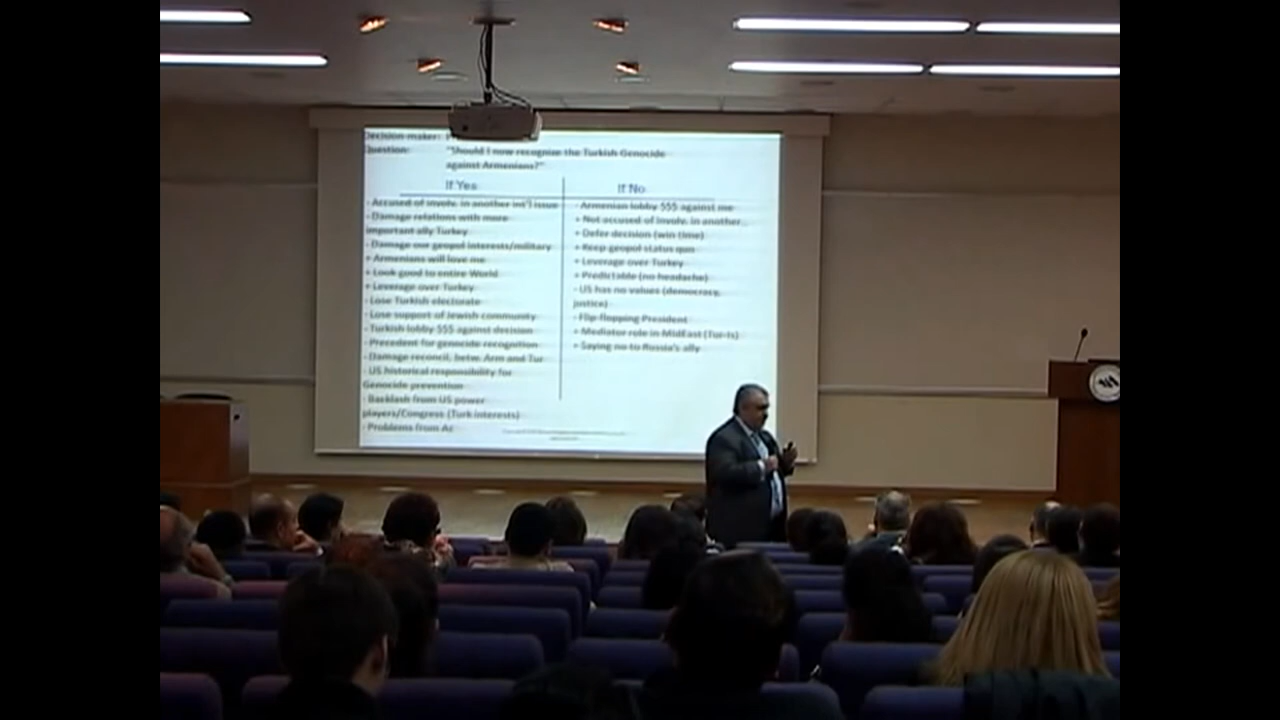 Decision maker:
Question: "Should I now recognize the Turkish Genocide
against Armenians?"
If Yes
- Accused of involv. in another int'l issue
- Damage relations with more
important ally Turkey
- Damage our geopol interests/military
+ Armenians will love me
+ Look good to entire World
+ Leverage over Turkey
- Lose Turkish electorate
- Lose support of Jewish community
- Turkish lobby $$$ against decision
- Precedent for genocide recognition
- Damage reconcil. betw. Arm and Tur
- US historical responsibility for
Genocide prevention
- Backlash from US power
players/Congress (Turk interests)
- Problems from
If No
- Armenian lobby $$$ against me
+ Not accused of involv. in another...
+ Defer decision (win time)
+ Keep geopol status quo
+ Leverage over Turkey
+ Predictable (no headache)
- US has no values (democracy,
justice)
- Flip-flopping President
+ Mediator role in MidEast
+ Saying no to Russia's ally